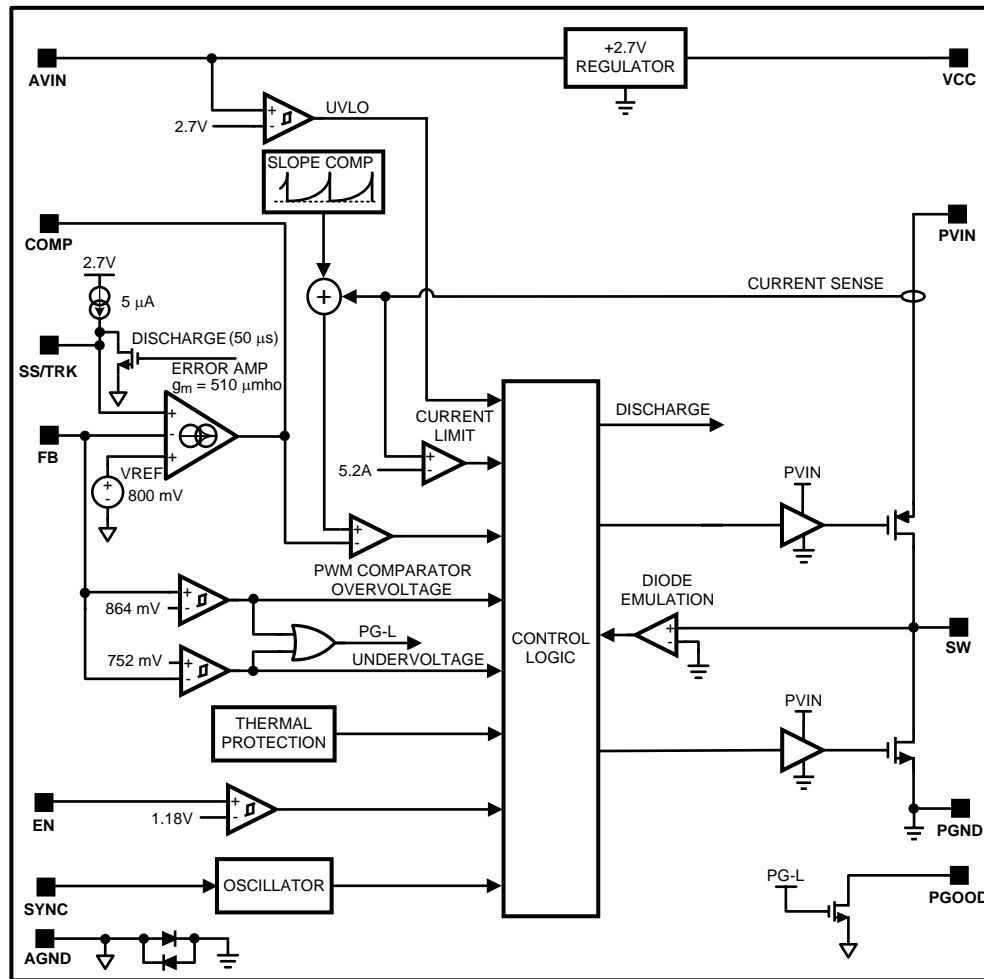 +2.7V
REGULATOR
AVIN
VCC
UVLO
2.7V
+
-
SLOPE COMP
COMP
PVIN
2.7V
5 μA
+
CURRENT SENSE
DISCHARGE (50 μs)
SS/TRK
ERROR AMP
gm = 510 μmho
CURRENT
LIMIT
DISCHARGE
+
-
+
FB
5.2A
+
-
VREF
800 mV
+
-
PVIN
+
-
PWM COMPARATOR
OVERVOLTAGE
DIODE
EMULATION
864 mV
+
-
PG-L
CONTROL
LOGIC
+
-
SW
752 mV
+
-
UNDERVOLTAGE
PVIN
THERMAL
PROTECTION
EN
1.18V
+
-
PGND
SYNC
OSCILLATOR
PG-L
PGOOD
AGND